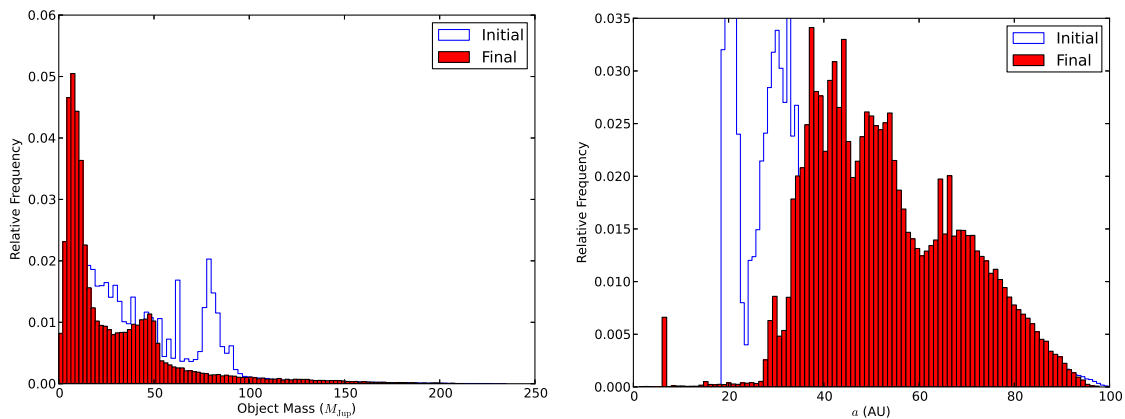 0.06
0.05
0.04
0.03
0.02
0.01
0.00
Relative Frequency
Initial
Final
0 50 100 150 200 250
Object Mass (M_Jup)
0.035
0.030
0.025
0.020
0.015
0.010
0.005
0.000
Relative Frequency
Initial
Final
0 20 40 60 80 100
a (AU)